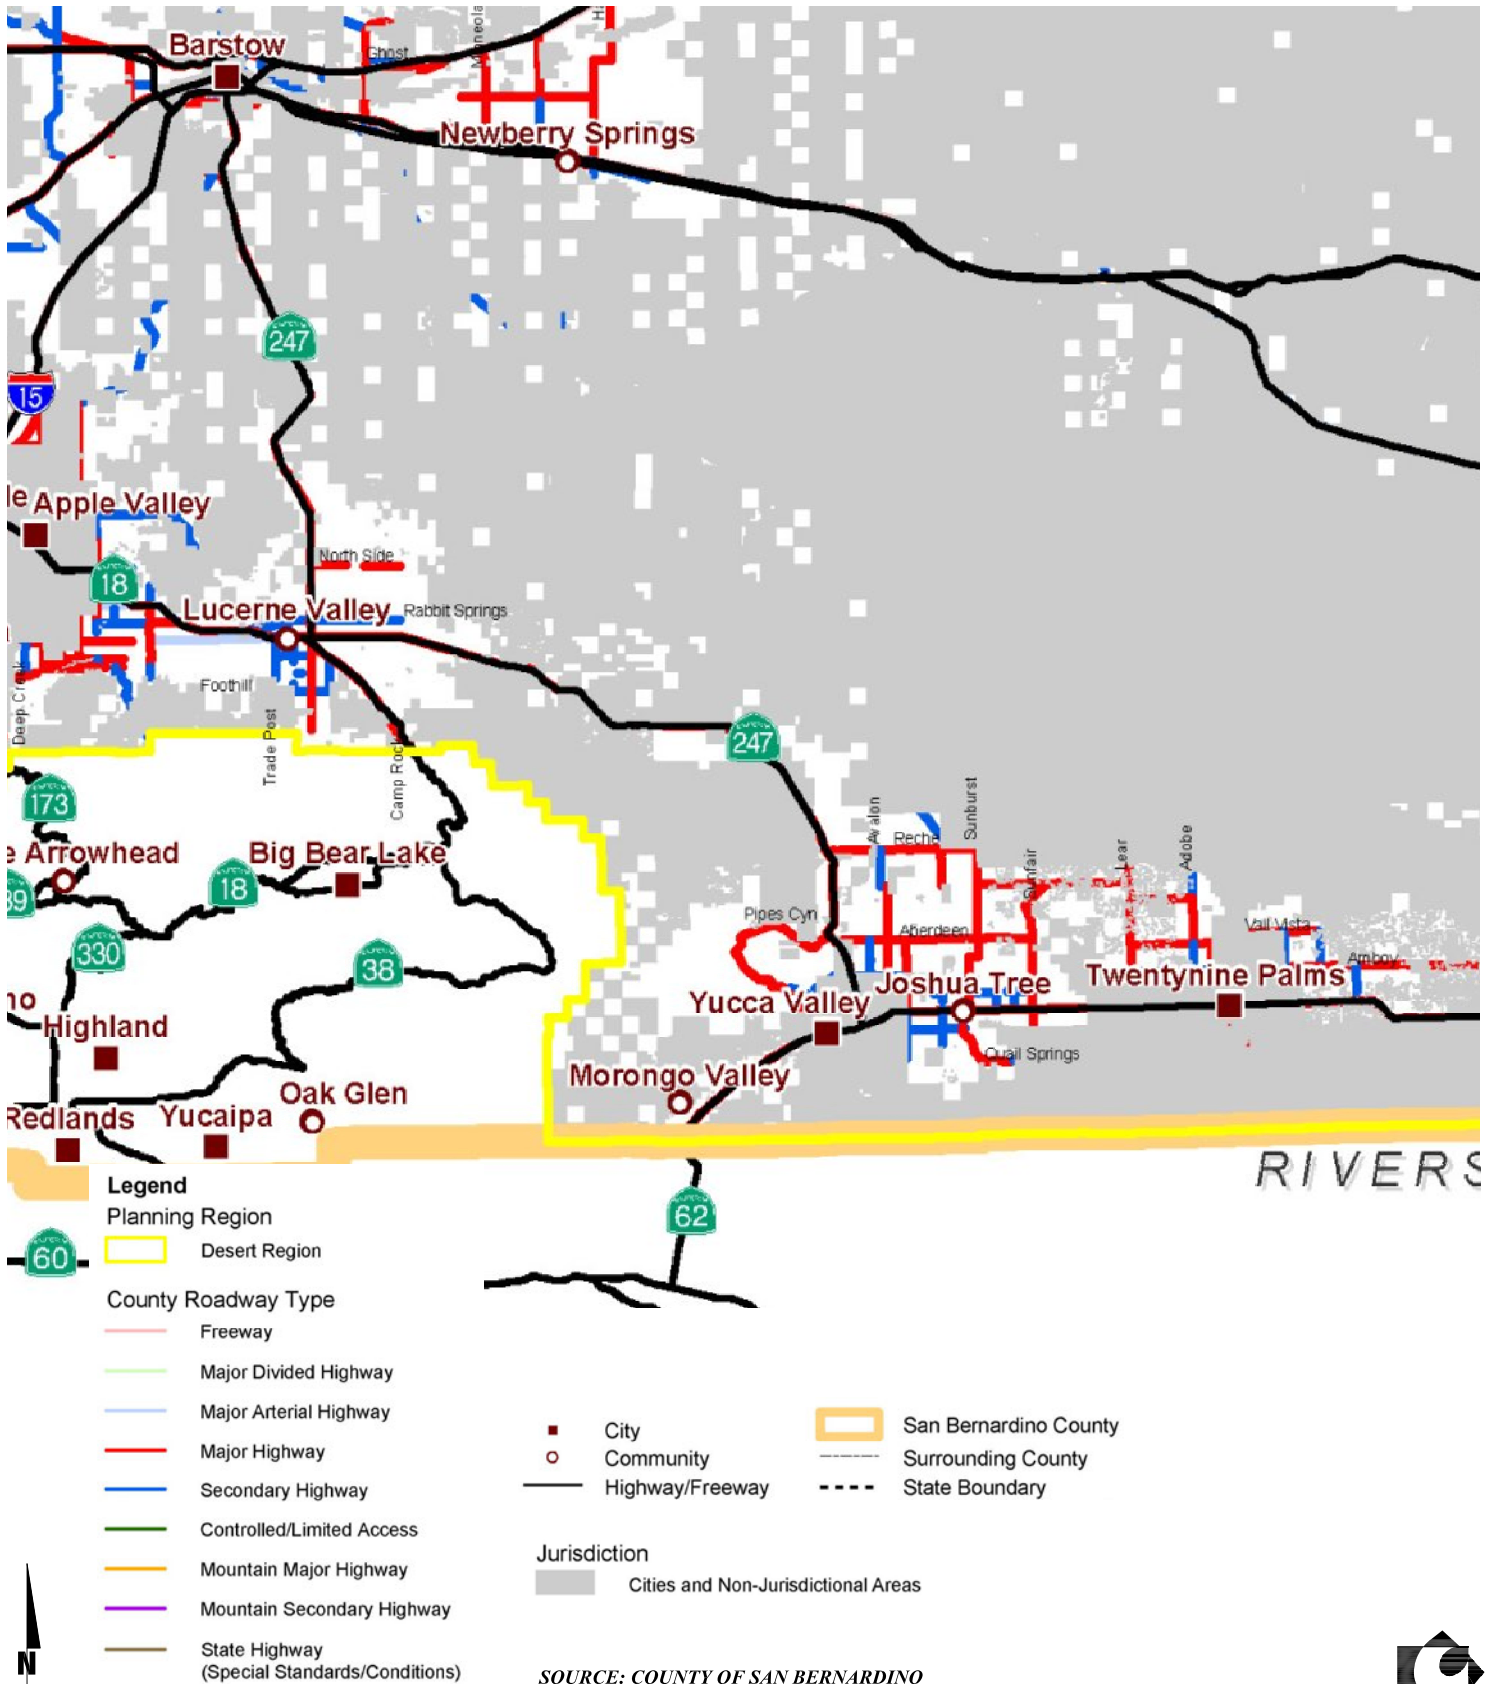 Barstow
Ghost
Newberry Springs
247
15
Apple Valley
18
North Side
Lucerne Valley
Rabbit Springs
Foothill
Deep Creek
Trade Post
Camp Rock
247
173
Arrowhead
Big Bear Lake
18
330
38
Avalon
Reche
Sunburst
Sunfair
Lear
Adobe
Pipes Cyn
Aberdeen
Vall Vista
Amboy
Yucca Valley
Joshua Tree
Twentynine Palms
Quail Springs
Highland
Morongo Valley
Oak Glen
Redlands
Yucaipa
RIVERS
62
60
Legend
Planning Region
Desert Region
County Roadway Type
Freeway
Major Divided Highway
Major Arterial Highway
Major Highway
Secondary Highway
Controlled/Limited Access
Mountain Major Highway
Mountain Secondary Highway
State Highway
(Special Standards/Conditions)
City
Community
Highway/Freeway
San Bernardino County
Surrounding County
State Boundary
Jurisdiction
Cities and Non-Jurisdictional Areas
N
SOURCE: COUNTY OF SAN BERNARDINO